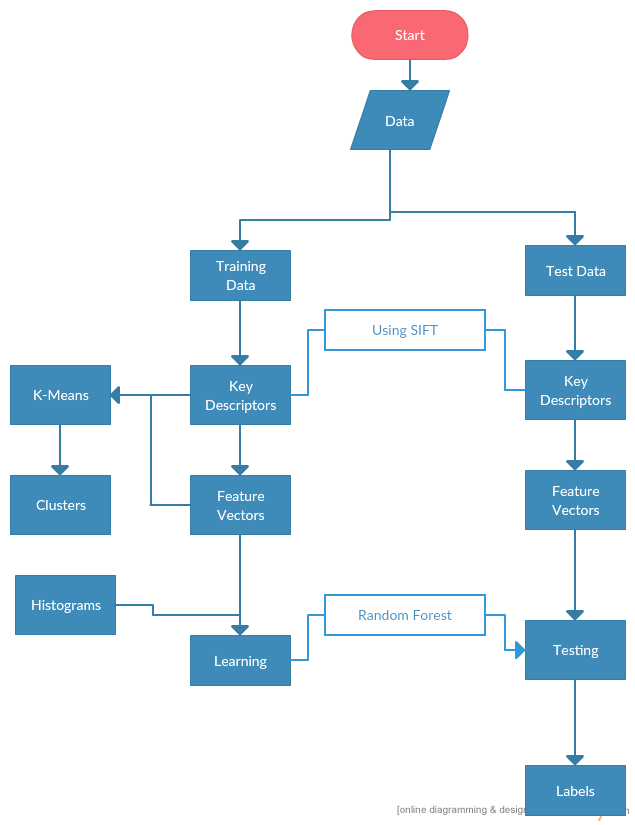 Start
Data
Training
Data
Test Data
Using SIFT
K-Means
Key
Descriptors
Key
Descriptors
Clusters
Feature
Vectors
Feature
Vectors
Histograms
Random Forest
Learning
Testing
Labels
[online diagramming &